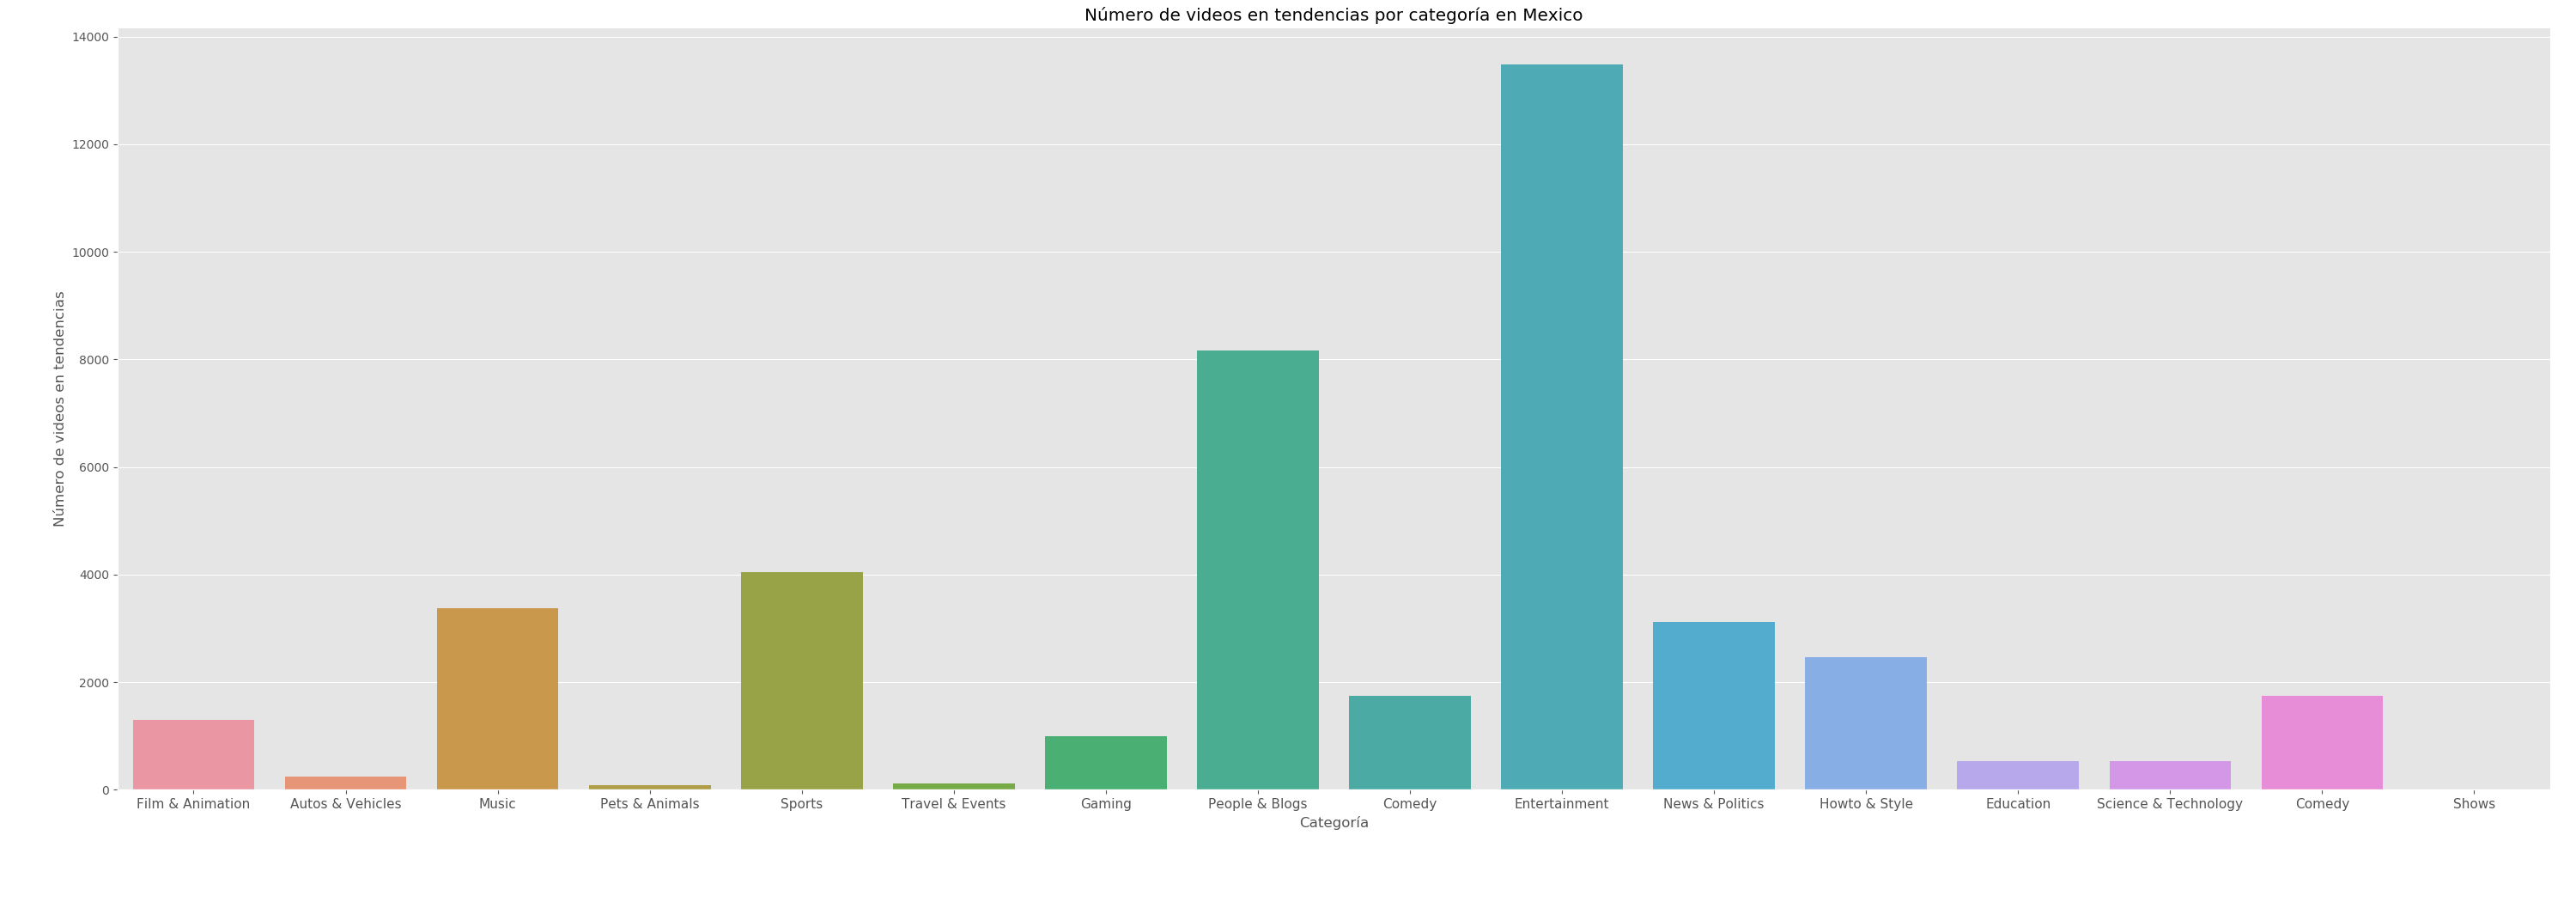 Número de videos en tendencias por categoría en Mexico
Número de videos en tendencias
14000
12000
10000
8000
6000
4000
2000
0
Film & Animation
Autos & Vehicles
Music
Pets & Animals
Sports
Travel & Events
Gaming
People & Blogs
Comedy
Entertainment
News & Politics
Howto & Style
Education
Science & Technology
Comedy
Shows
Categoría